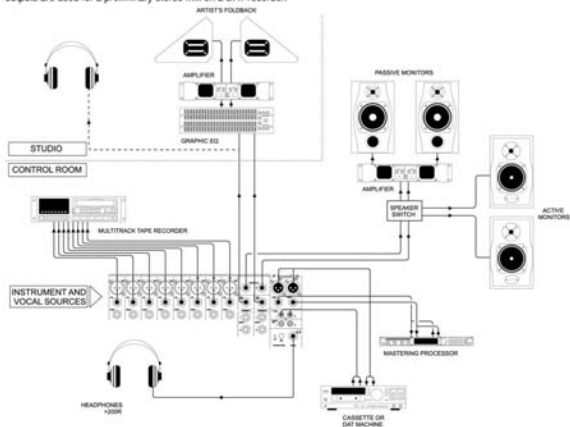 ARTIST'S FOLDBACK
AMPLIFIER
PASSIVE MONITORS
GRAPHIC EQ
STUDIO
CONTROL ROOM
AMPLIFIER
SPEAKER
SWITCH
ACTIVE
MONITORS
MULTITRACK TAPE RECORDER
INSTRUMENT AND
VOCAL SOURCES
MASTERING PROCESSOR
HEADPHONES
>200R
CASSETTE OR
DAT MACHINE